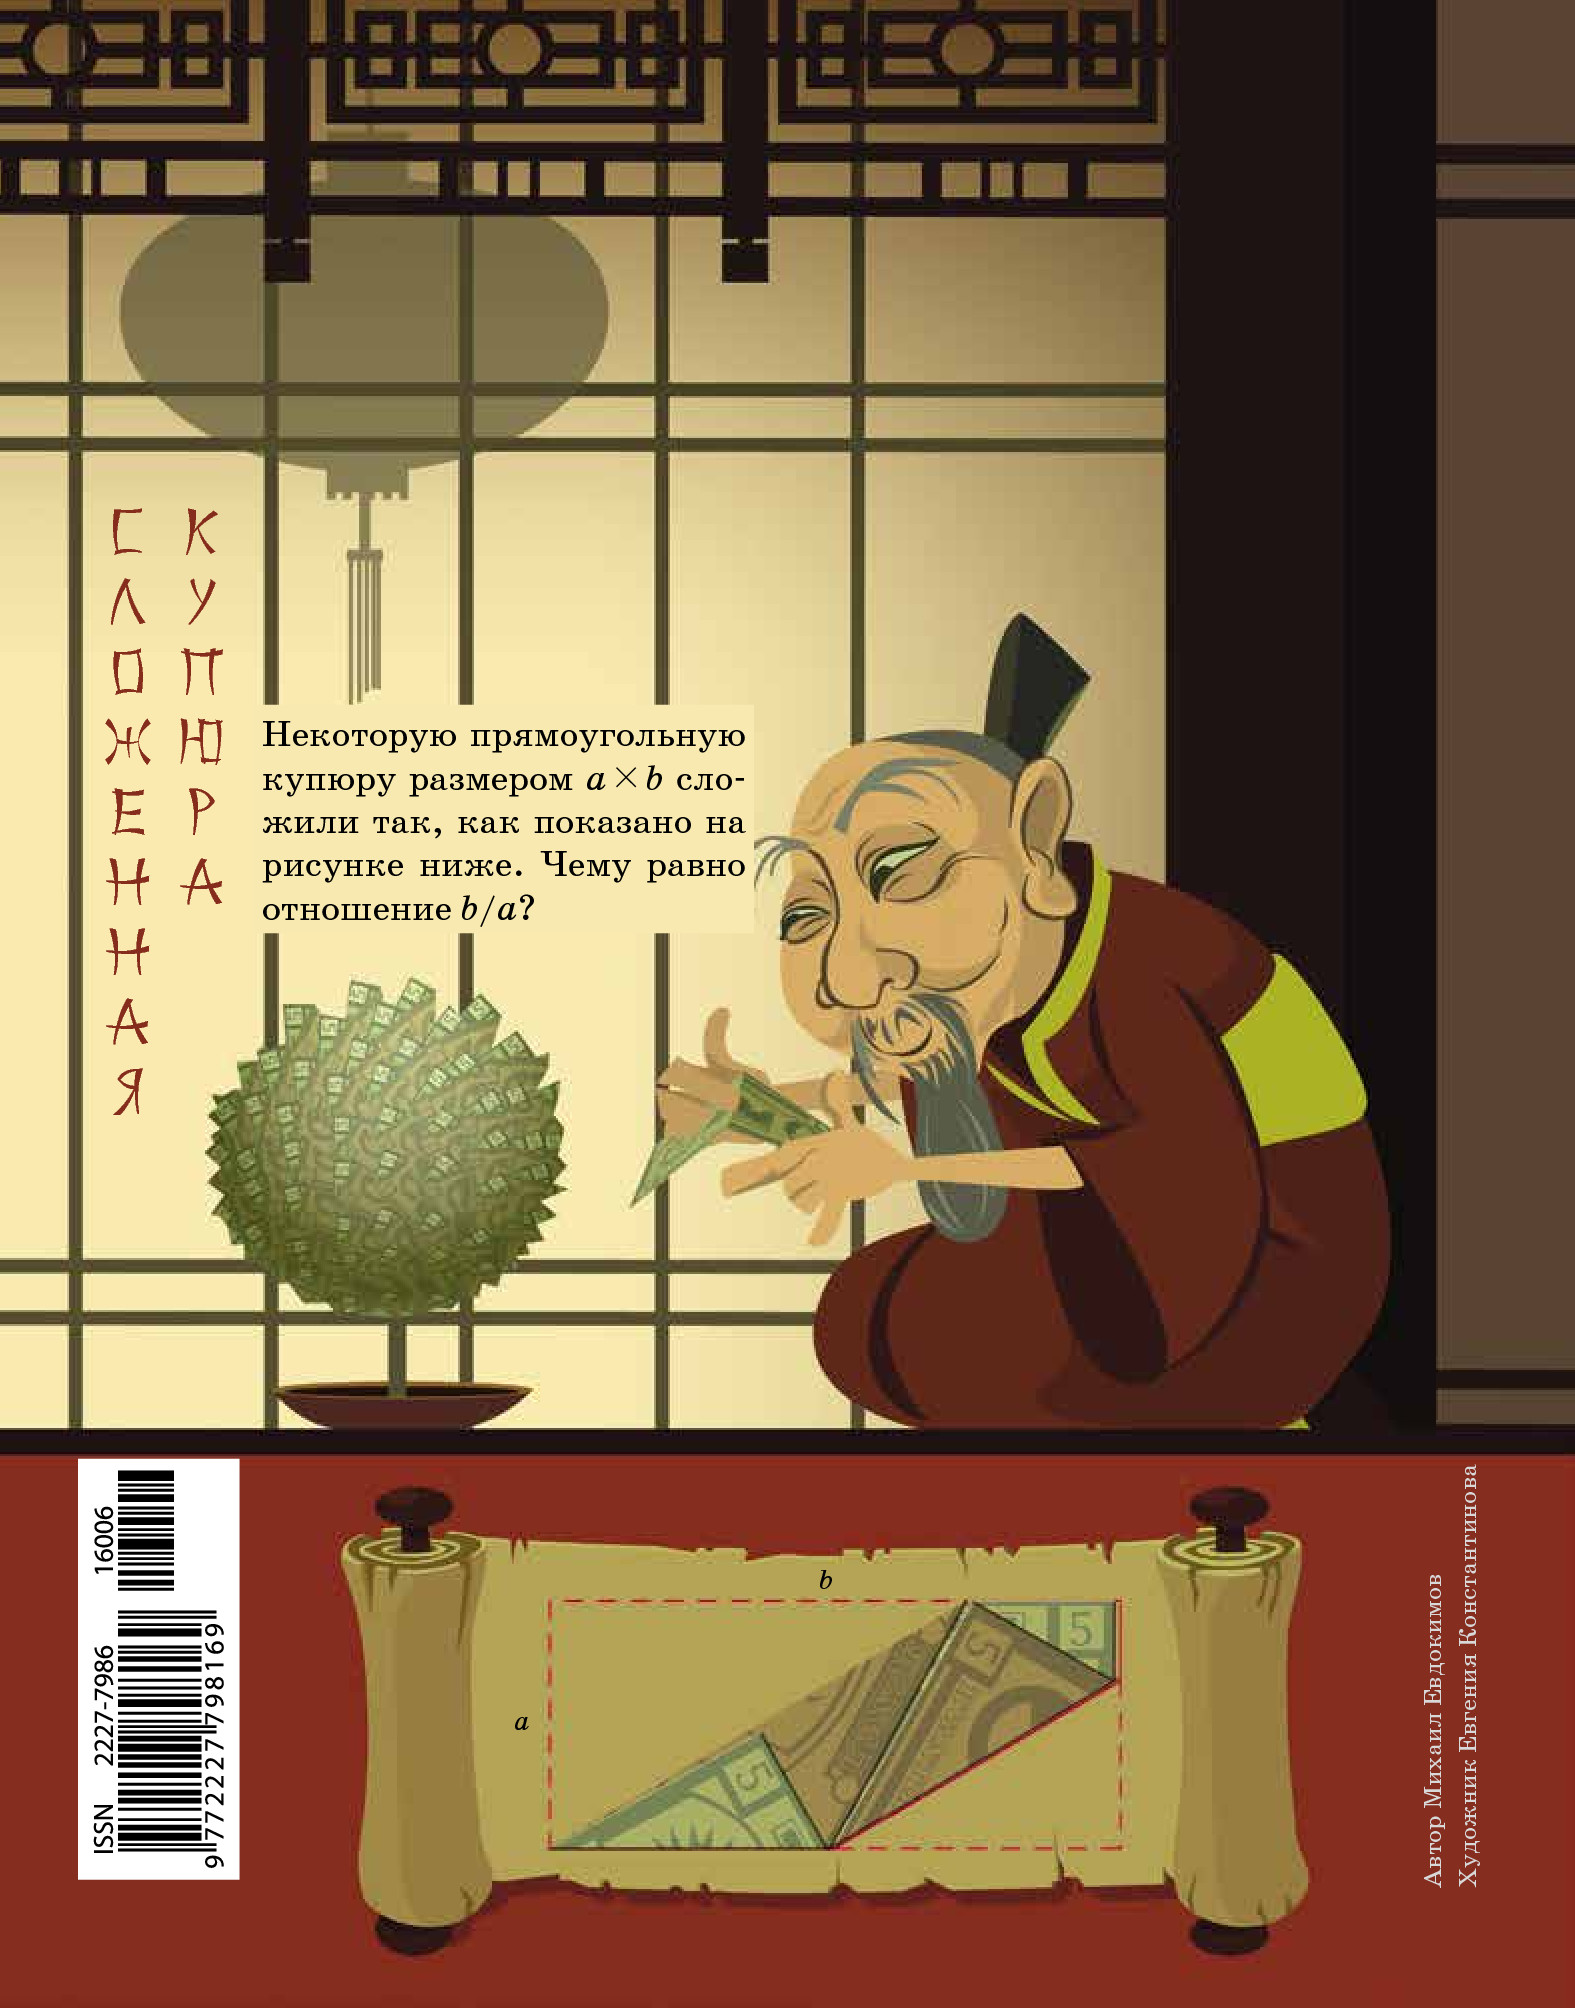 СЛОЖЕННАЯ
КУПЮРА
Некоторую прямоугольную
купюру размером a×b сло-
жили так, как показано на
рисунке ниже. Чему равно
отношение b/a?
b
a
5
5
5
16006
ISSN 2227-7986
9 772227 798169
Автор Михаил Евдокимов
Художник Евгения Константинова